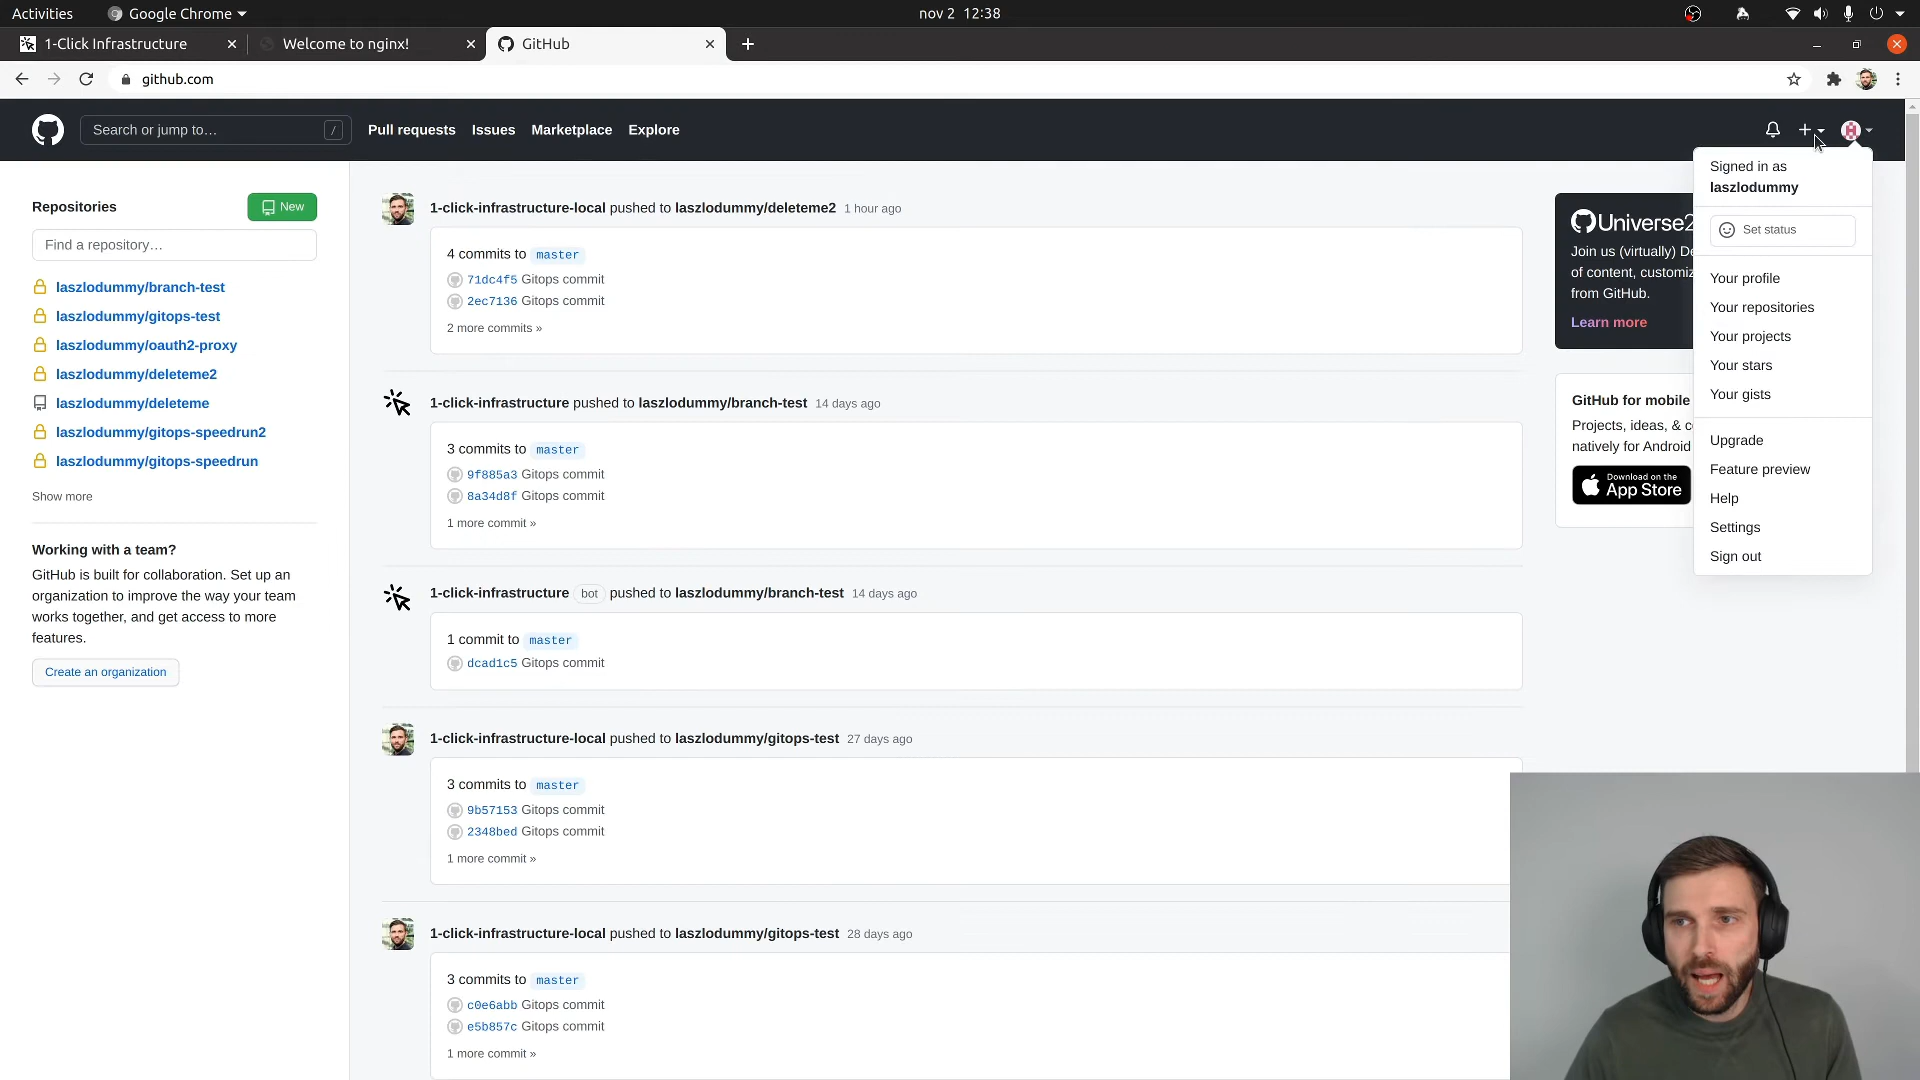 Activities
Google Chrome
nov 2 12:38
1-Click Infrastructure
Welcome to nginx!
GitHub
github.com
Search or jump to…
/
Pull requests
Issues
Marketplace
Explore
Signed in as
laszlodummy
Set status
Your profile
Your repositories
Your projects
Your stars
Your gists
Upgrade
Feature preview
Help
Settings
Sign out
Repositories
New
Find a repository…
laszlodummy/branch-test
laszlodummy/gitops-test
laszlodummy/oauth2-proxy
laszlodummy/deleteme2
laszlodummy/deleteme
laszlodummy/gitops-speedrun2
laszlodummy/gitops-speedrun
Show more
Working with a team?
GitHub is built for collaboration. Set up an
organization to improve the way your team
works together, and get access to more
features.
Create an organization
1-click-infrastructure-local pushed to laszlodummy/deleteme2 1 hour ago
4 commits to master
71dc4f5 Gitops commit
2ec7136 Gitops commit
2 more commits »
1-click-infrastructure pushed to laszlodummy/branch-test 14 days ago
3 commits to master
9f885a3 Gitops commit
8a34d8f Gitops commit
1 more commit »
1-click-infrastructure bot pushed to laszlodummy/branch-test 14 days ago
1 commit to master
dcad1c5 Gitops commit
1-click-infrastructure-local pushed to laszlodummy/gitops-test 27 days ago
3 commits to master
9b57153 Gitops commit
2348bed Gitops commit
1 more commit »
1-click-infrastructure-local pushed to laszlodummy/gitops-test 28 days ago
3 commits to master
c0e6abb Gitops commit
e5b857c Gitops commit
1 more commit »
Universe2
Join us (virtually) De
of content, customiz
from GitHub.
Learn more
GitHub for mobile
Projects, ideas, & c
natively for Android
Download on the
App Store